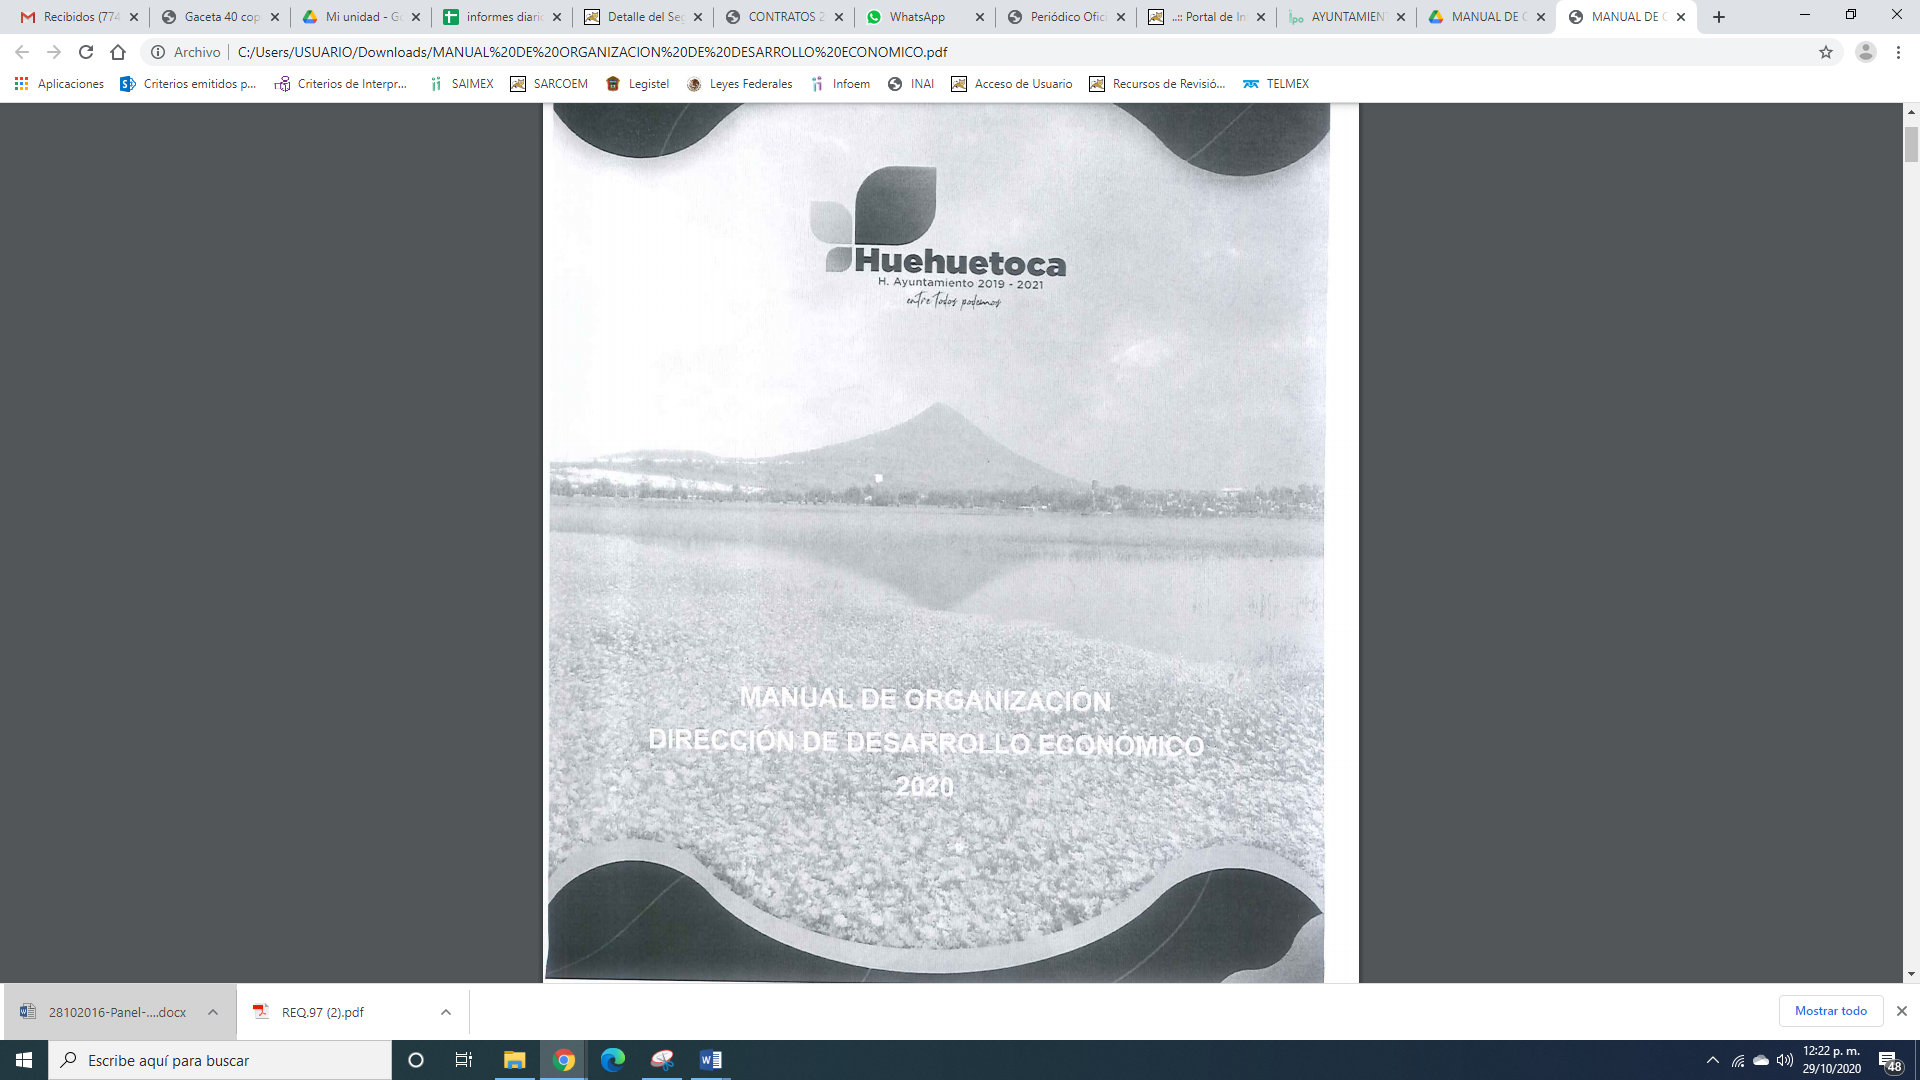 Recibidos (774
Gaceta 40 cop
Mi unidad - G
informes diari
Detalle del Se
CONTRATOS 2
WhatsApp
Periódico Ofici
..:: Portal de In
AYUNTAMIEN
MANUAL DE
MANUAL DE
Archivo
C:/Users/USUARIO/Downloads/MANUAL%20DE%20ORGANIZACION%20DE%20DESARROLLO%20ECONOMICO.pdf
Aplicaciones
Criterios emitidos p...
Criterios de Interpr...
SAIMEX
SARCOEM
Legistel
Leyes Federales
Infoem
INAI
Acceso de Usuario
Recursos de Revisió...
TELMEX
Huehuetoca
H. Ayuntamiento 2019 - 2021
entre todos podemos
MANUAL DE ORGANIZACIÓN
DIRECCIÓN DE DESARROLLO ECONÓMICO
2020
28102016-Panel-....docx
REQ.97 (2).pdf
Mostrar todo
Escribe aquí para buscar
12:22 p. m.
29/10/2020
48